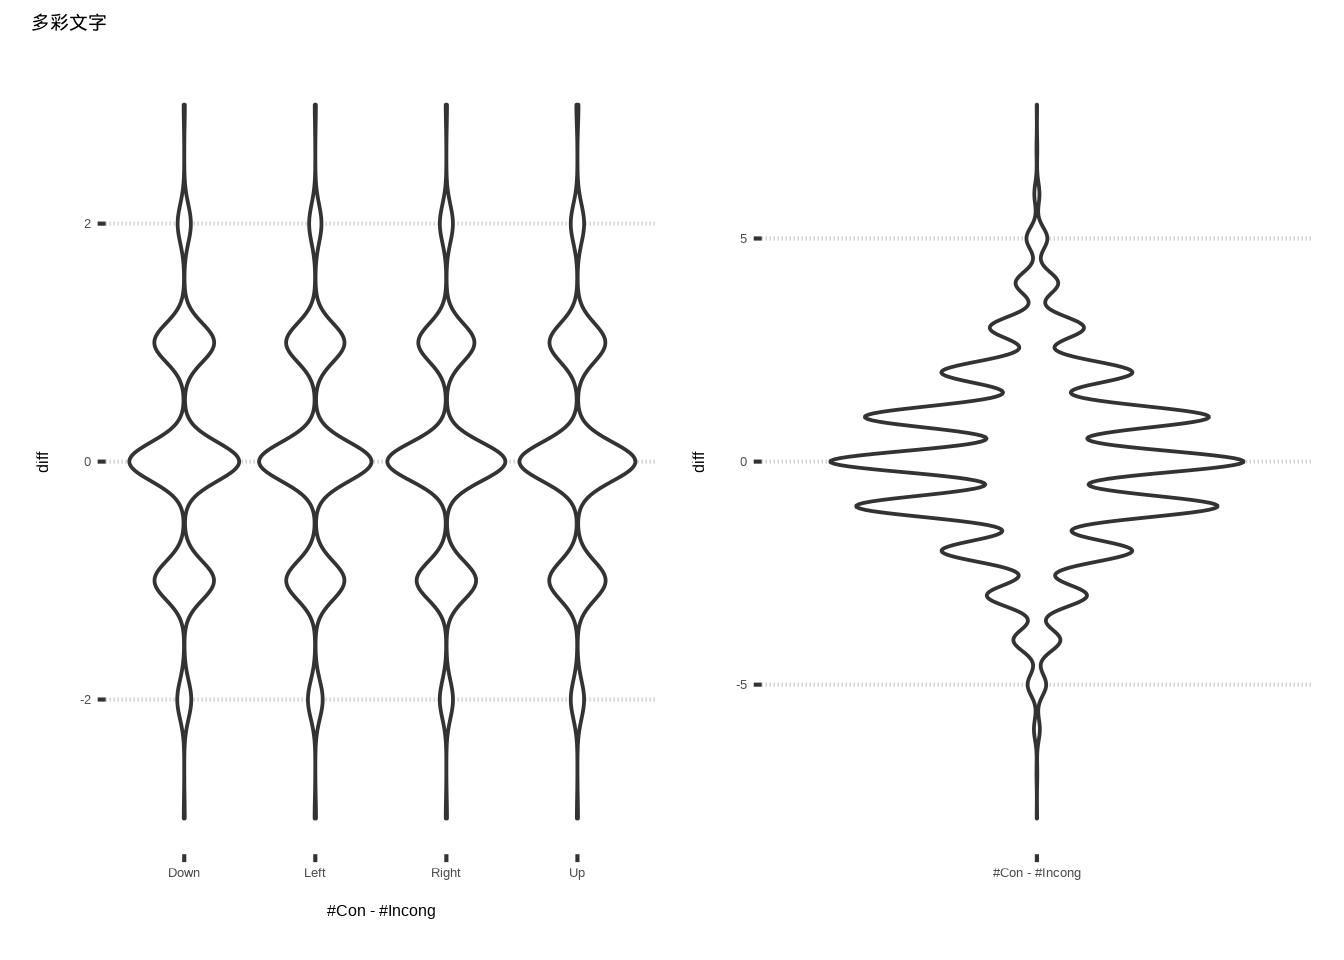 多彩文字
diff
2
0
-2
Down Left Right Up
#Con - #Incong
diff
5
0
-5
#Con - #Incong